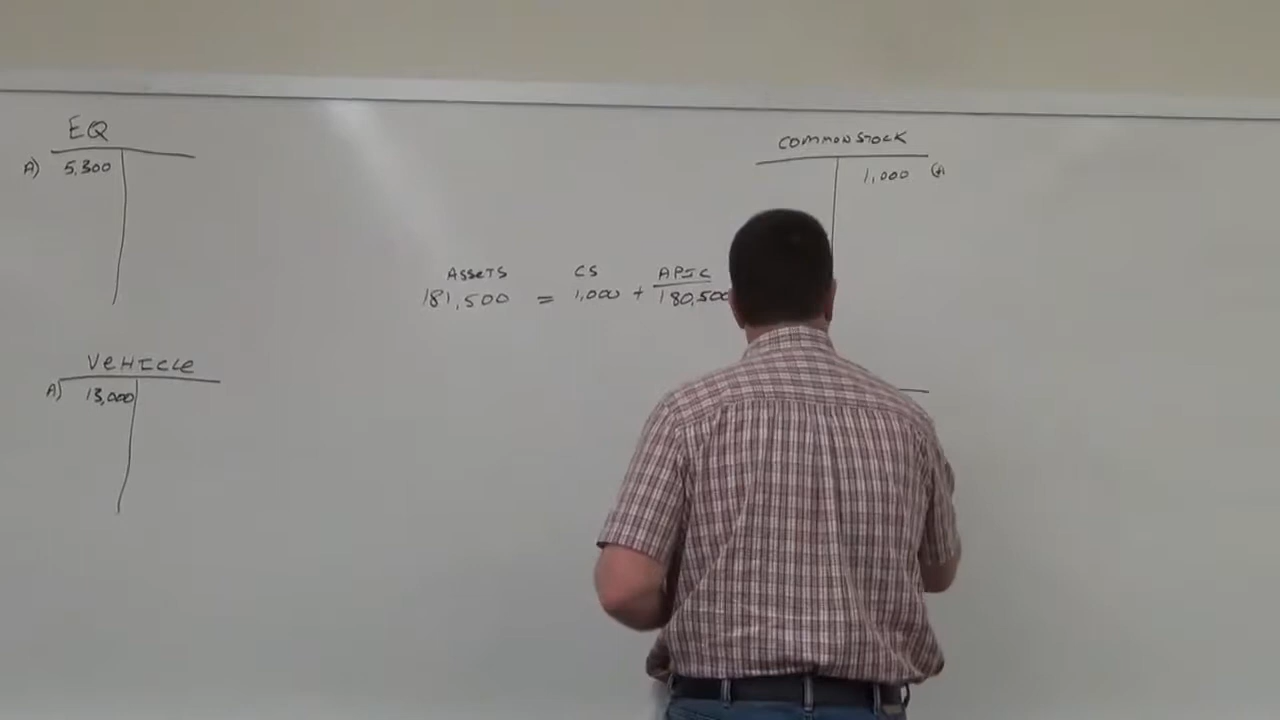 EQ
A) 5,300
COMMON STOCK
1,000 (A
ASSETS = CS + APIC
181,500 = 1,000 + 180,500
VEHICLE
A) 13,000